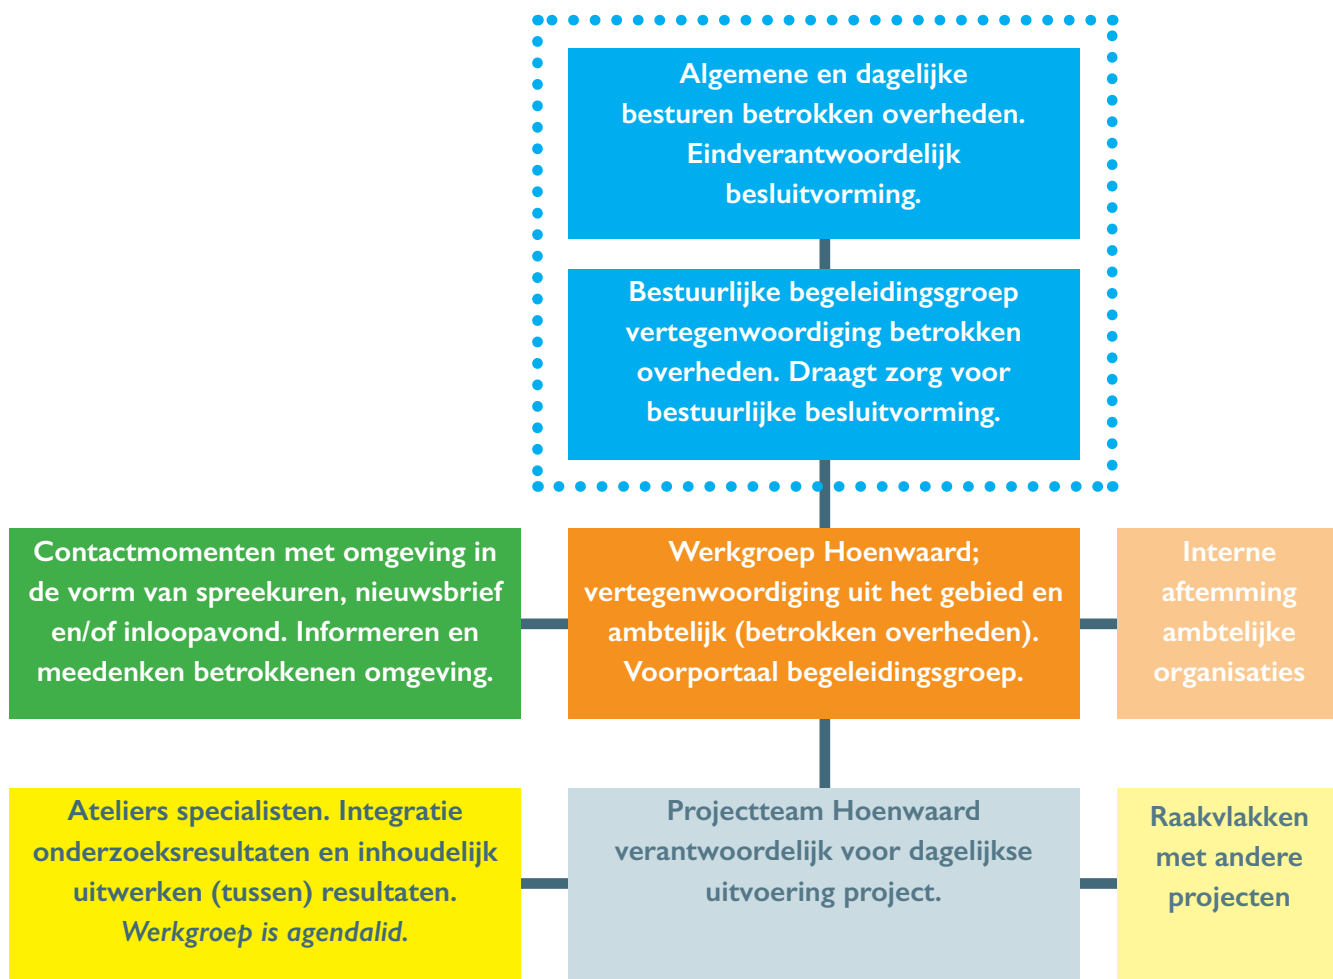 Algemene en dagelijke
besturen betrokken overheden.
Eindverantwoordelijk
besluitvorming.
Bestuurlijke begeleidingsgroep
vertegenwoordiging betrokken
overheden. Draagt zorg voor
bestuurlijke besluitvorming.
Contactmomenten met omgeving in
de vorm van spreekuren, nieuwsbrief
en/of inloopavond. Informeren en
meedenken betrokkenen omgeving.
Werkgroep Hoenwaard;
vertegenwoordiging uit het gebied en
ambtelijk (betrokken overheden).
Voorportaal begeleidingsgroep.
Interne
aftemming
ambtelijke
organisaties
Ateliers specialisten. Integratie
onderzoeksresultaten en inhoudelijk
uitwerken (tussen) resultaten.
Werkgroep is agendalid.
Projectteam Hoenwaard
verantwoordelijk voor dagelijkse
uitvoering project.
Raakvlakken
met andere
projecten